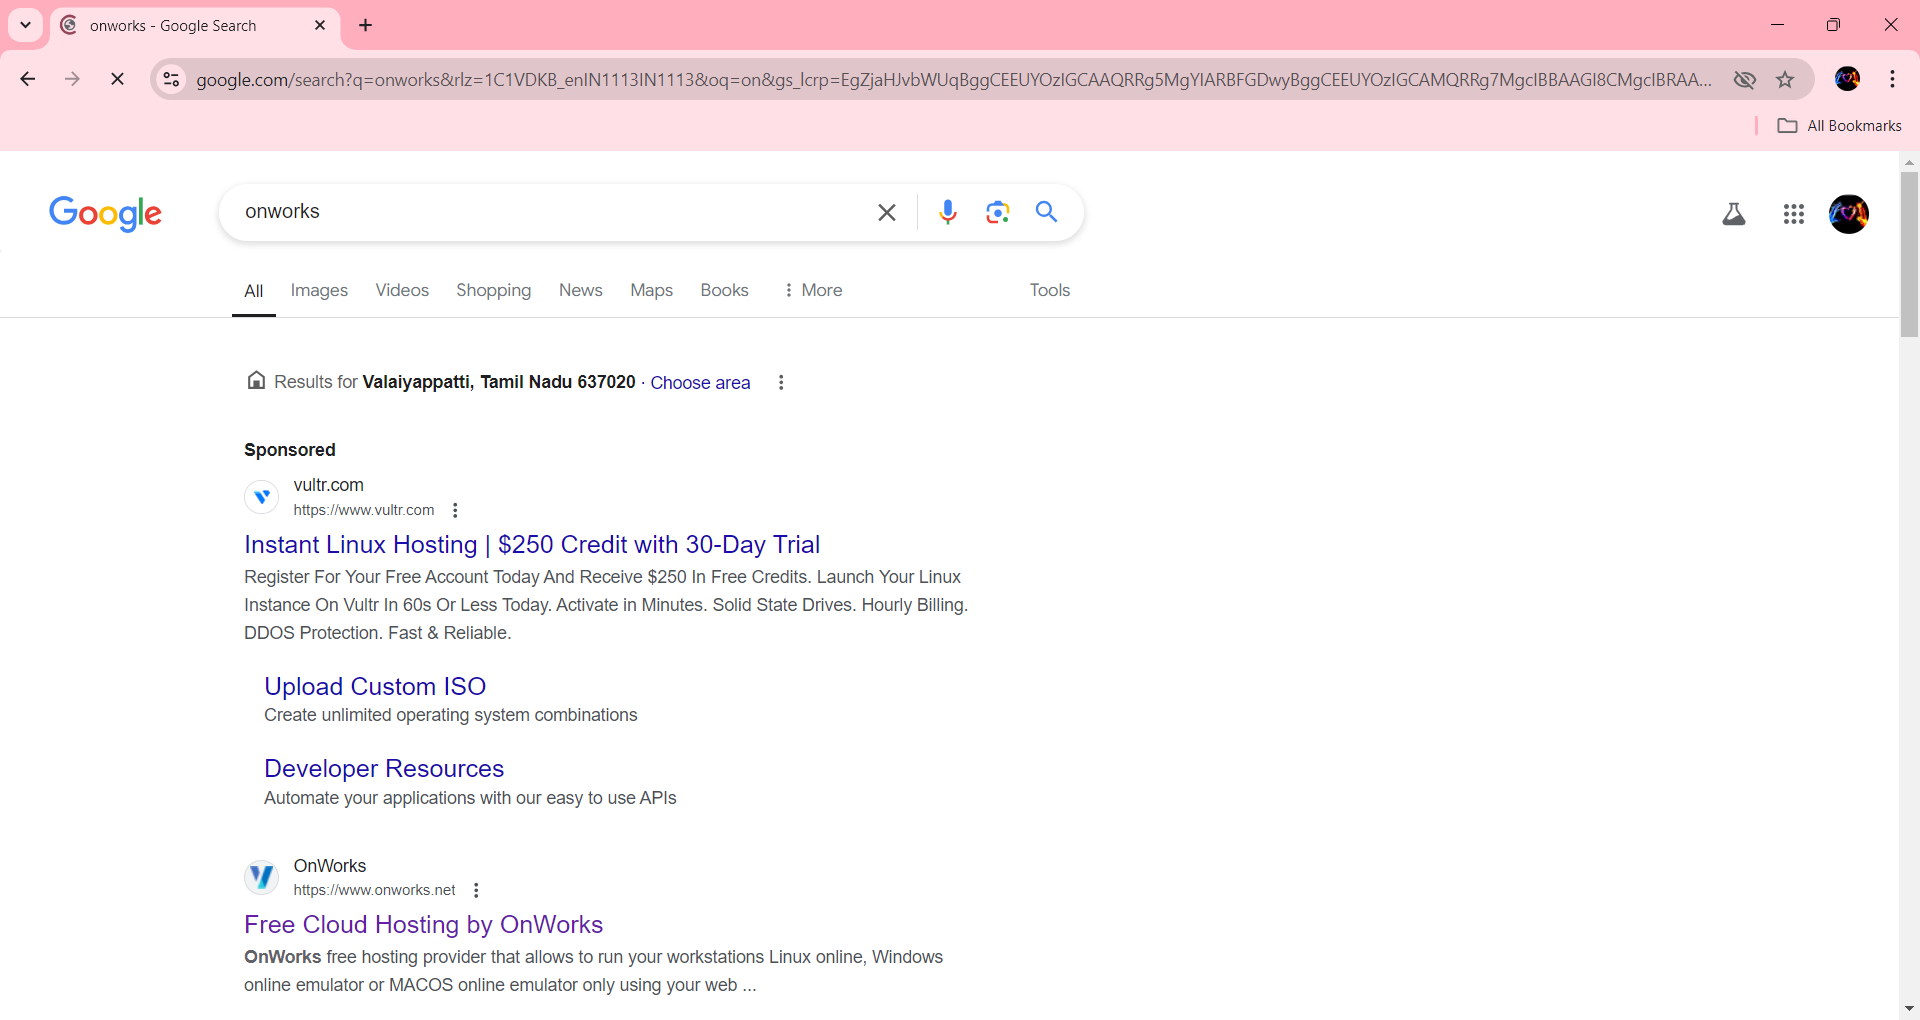 onworks - Google Search
google.com/search?q=onworks&rlz=1C1VDKB_enIN1113IN1113&oq=on&gs_lcrp=EgZjaHJvbWUqBggCEEUYOzIGCAAQRRg5MgYIARBFGDwyBggCEEUYOzIGCAMQRRg7MgcIBBAAGI8CMgcIBRAA...
All Bookmarks
Google
onworks
All Images Videos Shopping News Maps Books More Tools
Results for Valaiyappatti, Tamil Nadu 637020 · Choose area
Sponsored
vultr.com
https://www.vultr.com
Instant Linux Hosting | $250 Credit with 30-Day Trial
Register For Your Free Account Today And Receive $250 In Free Credits. Launch Your Linux
Instance On Vultr In 60s Or Less Today. Activate in Minutes. Solid State Drives. Hourly Billing.
DDOS Protection. Fast & Reliable.
Upload Custom ISO
Create unlimited operating system combinations
Developer Resources
Automate your applications with our easy to use APIs
OnWorks
https://www.onworks.net
Free Cloud Hosting by OnWorks
OnWorks free hosting provider that allows to run your workstations Linux online, Windows
online emulator or MACOS online emulator only using your web ...